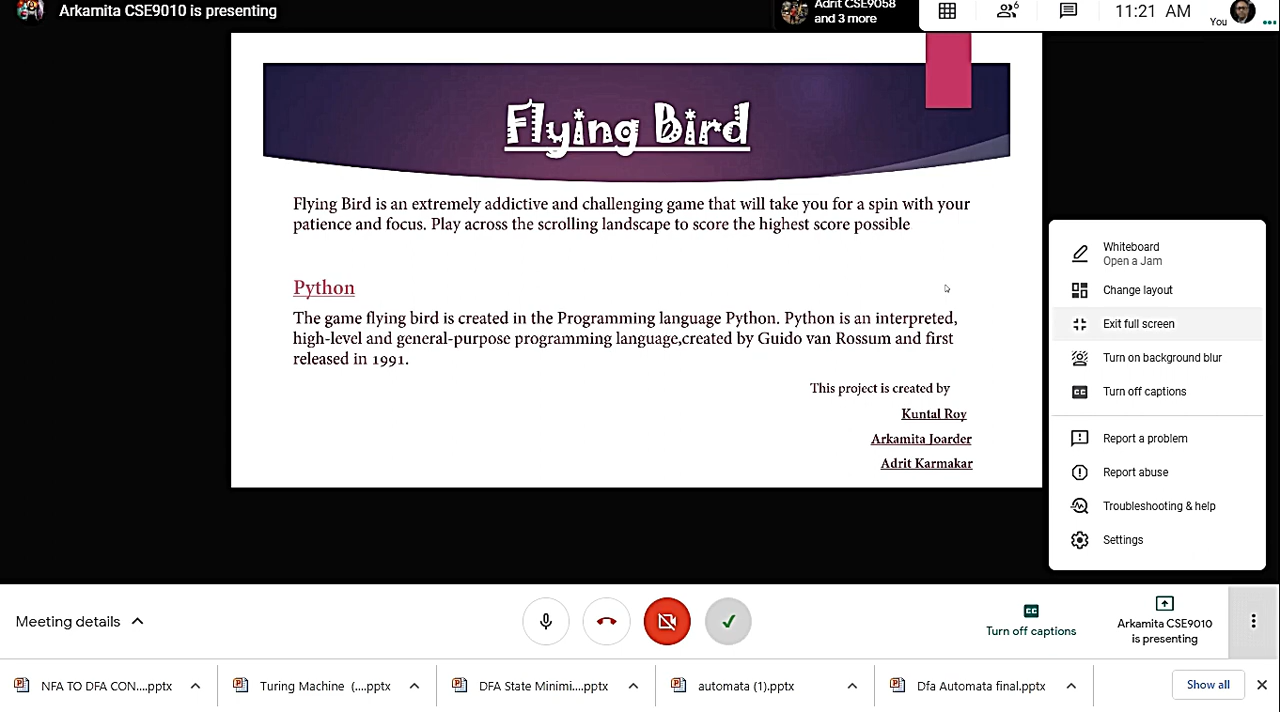 Arkamita CSE9010 is presenting
Adrit CSE9058
and 3 more
6
11:21 AM
You
Flying Bird
Flying Bird is an extremely addictive and challenging game that will take you for a spin with your
patience and focus. Play across the scrolling landscape to score the highest score possible
Python
The game flying bird is created in the Programming language Python. Python is an interpreted,
high-level and general-purpose programming language,created by Guido van Rossum and first
released in 1991.
This project is created by
Kuntal Roy
Arkamita Joarder
Adrit Karmakar
Whiteboard
Open a Jam
Change layout
Exit full screen
Turn on background blur
CC Turn off captions
Report a problem
Report abuse
Troubleshooting & help
Settings
Meeting details
CC
Turn off captions
Arkamita CSE9010
is presenting
NFA TO DFA CON....pptx
Turing Machine (....pptx
DFA State Minimi....pptx
automata (1).pptx
Dfa Automata final.pptx
Show all